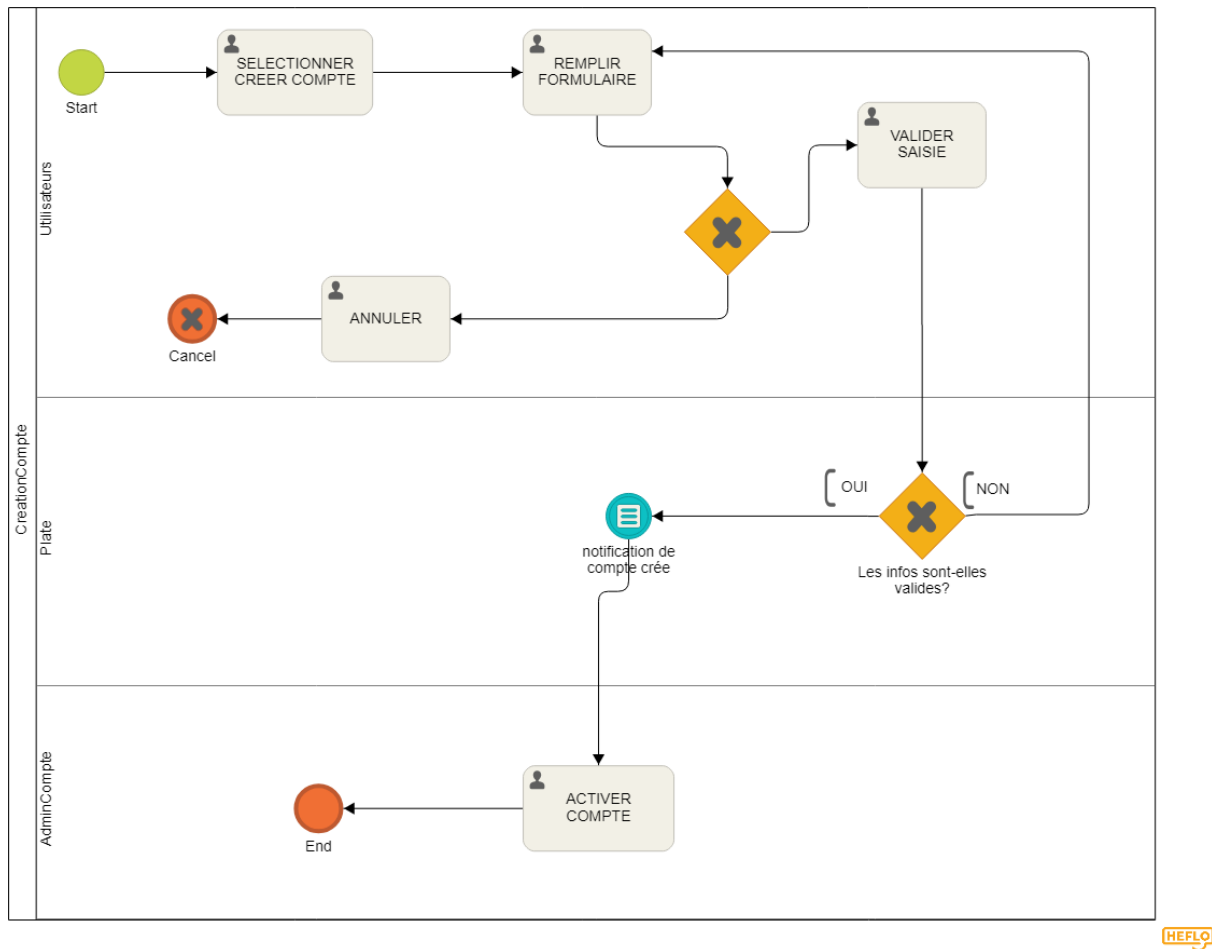 CreationCompte
Utilisateurs
Start
SELECTIONNER
CREER COMPTE
REMPLIR
FORMULAIRE
VALIDER
SAISIE
ANNULER
Cancel
Plate
OUI
NON
notification de
compte crée
Les infos sont-elles
valides?
AdminCompte
ACTIVER
COMPTE
End
HEFLO